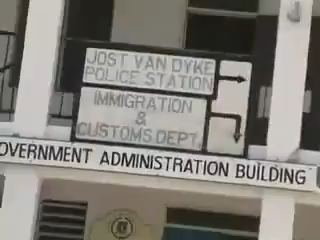 JOST VAN DYKE
POLICE STATION
IMMIGRATION
&
CUSTOMS DEPT.
OVERNMENT ADMINISTRATION BUILDING